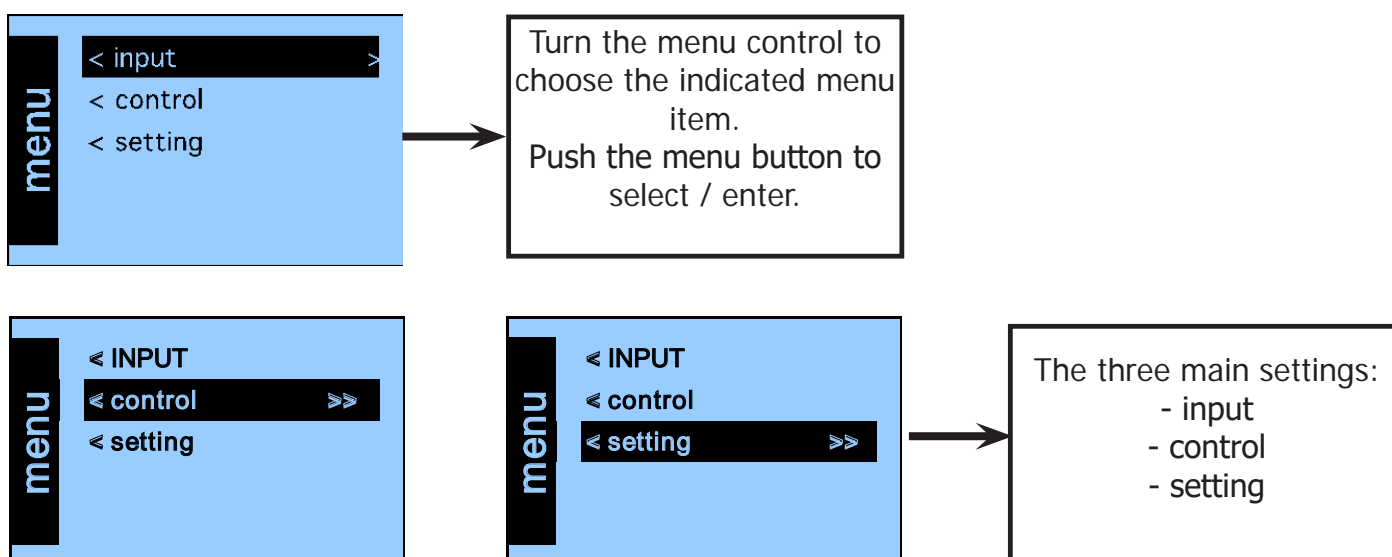 menu
< input >
< control
< setting
Turn the menu control to
choose the indicated menu
item.
Push the menu button to
select / enter.
menu
< INPUT
< control >>
< setting
menu
< INPUT
< control
< setting >>
The three main settings:
- input
- control
- setting